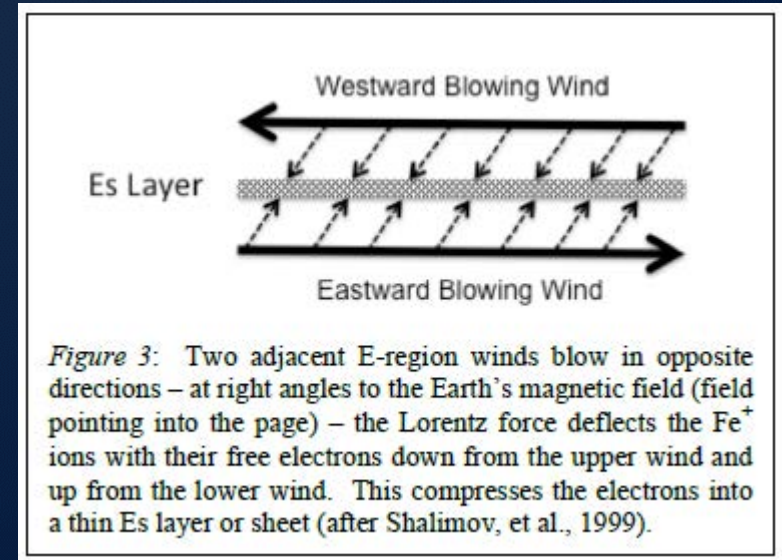 Westward Blowing Wind
Es Layer
Eastward Blowing Wind
Figure 3: Two adjacent E-region winds blow in opposite
directions – at right angles to the Earth's magnetic field (field
pointing into the page) – the Lorentz force deflects the Fe⁺
ions with their free electrons down from the upper wind and
up from the lower wind. This compresses the electrons into
a thin Es layer or sheet (after Shalimov, et al., 1999).